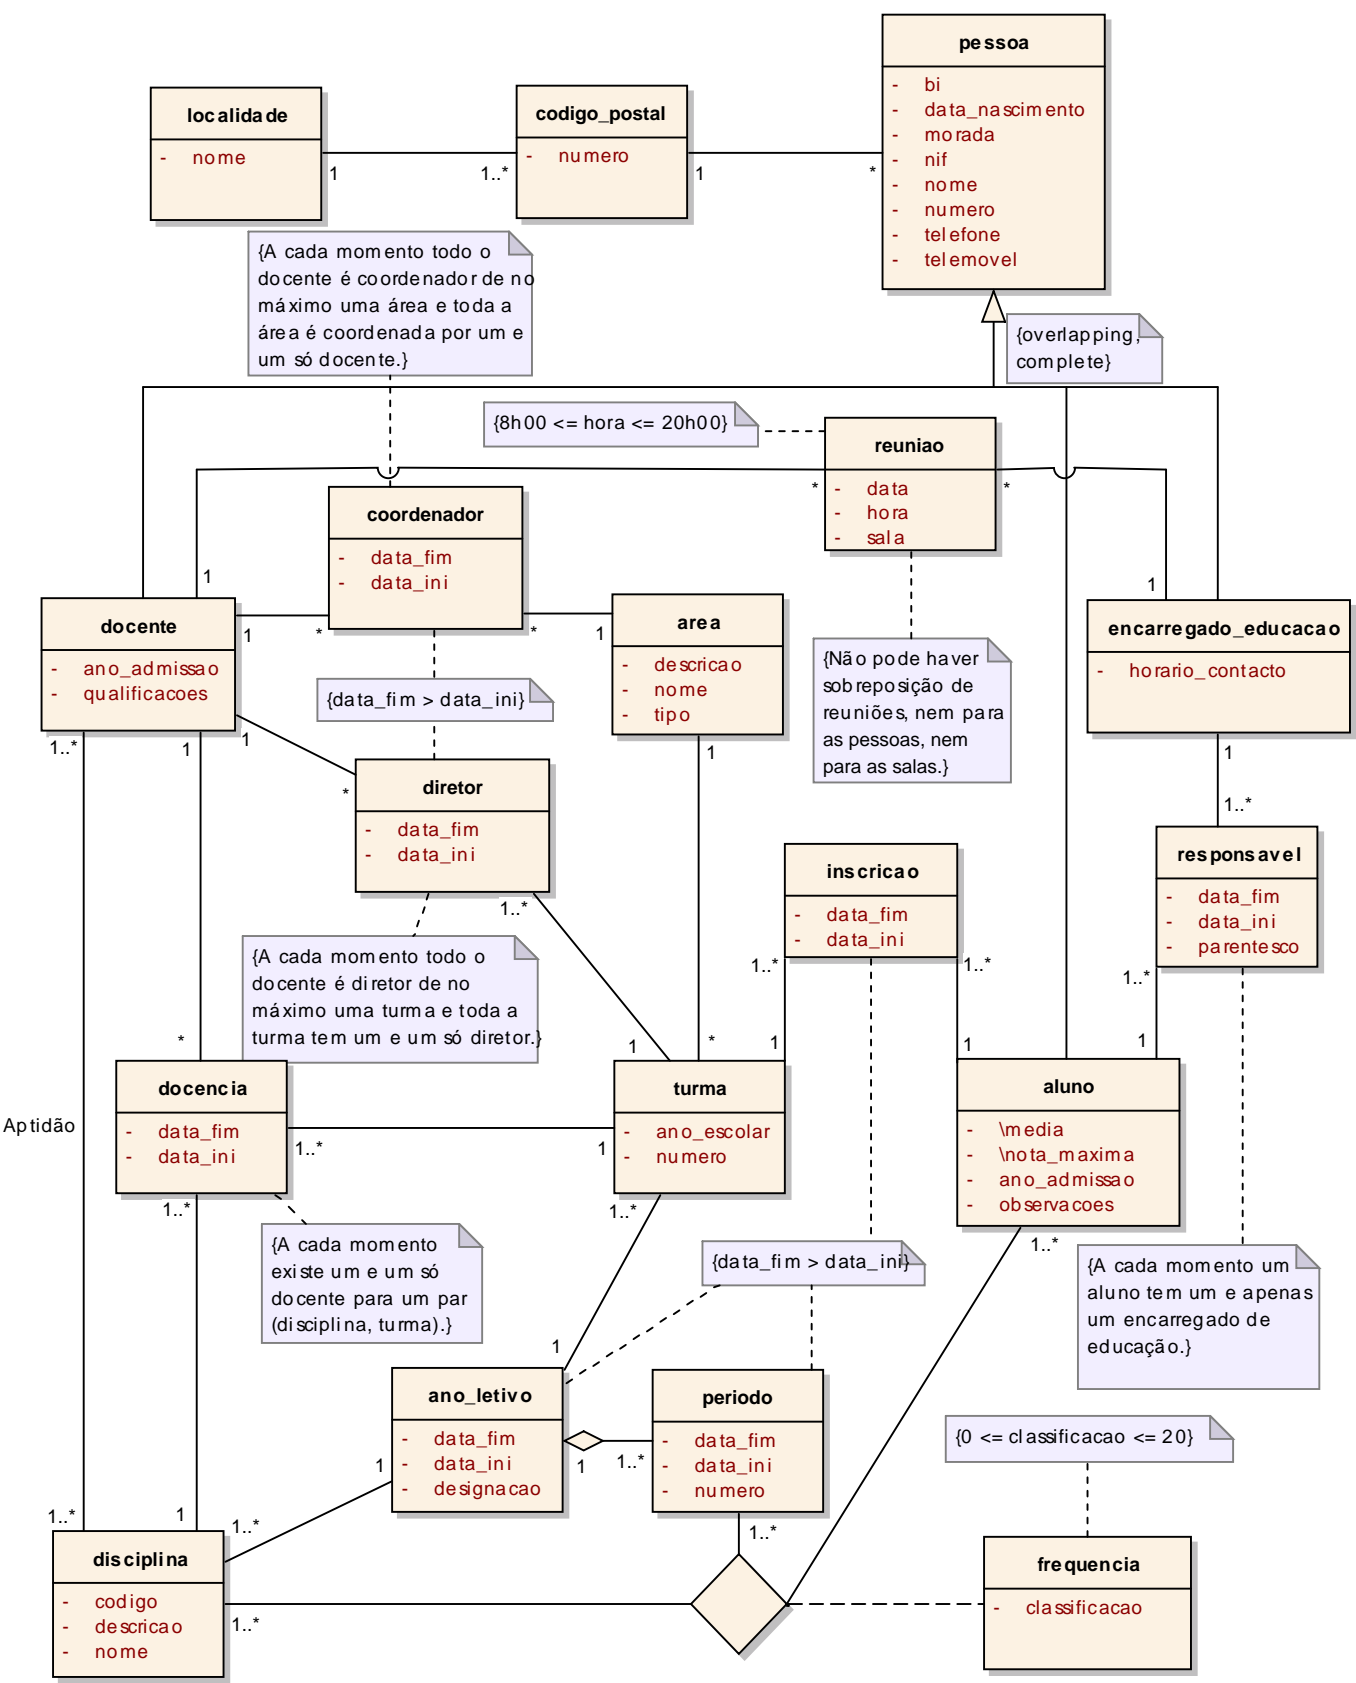 pessoa
- bi
- data_nascimento
- morada
- nif
- nome
- numero
- telefone
- telemovel
localidade
- nome
1
1..*
codigo_postal
- numero
1
*
{A cada momento todo o
docente é coordenador de no
máximo uma área e toda a
área é coordenada por um e
um só docente.}
{overlapping,
complete}
{8h00 <= hora <= 20h00}
reuniao
- data
- hora
- sala
*
*
coordenador
- data_fim
- data_ini
1
1
docente
- ano_admissao
- qualificacoes
1
*
*
1
area
- descricao
- nome
- tipo
encarregado_educacao
- horario_contacto
{Não pode haver
sobreposição de
reuniões, nem para
as pessoas, nem
para as salas.}
{data_fim > data_ini}
1..*
1
1
*
1
1
1..*
diretor
- data_fim
- data_ini
1..*
inscricao
- data_fim
- data_ini
1..*
1..*
responsavel
- data_fim
- data_ini
- parentesco
1..*
{A cada momento todo o
docente é diretor de no
máximo uma turma e toda a
turma tem um e um só diretor.}
*
1
*
1
1
1
docencia
- data_fim
- data_ini
1..*
1
turma
- ano_escolar
- numero
aluno
- \media
- \nota_maxima
- ano_admissao
- observacoes
Aptidão
1..*
1..*
1..*
{A cada momento
existe um e um só
docente para um par
(disciplina, turma).}
{data_fim > data_ini}
{A cada momento um
aluno tem um e apenas
um encarregado de
educação.}
1
ano_letivo
- data_fim
- data_ini
- designacao
1
1
1..*
periodo
- data_fim
- data_ini
- numero
{0 <= classificacao <= 20}
1..*
1
1..*
1..*
disciplina
- codigo
- descricao
- nome
1..*
frequencia
- classificacao